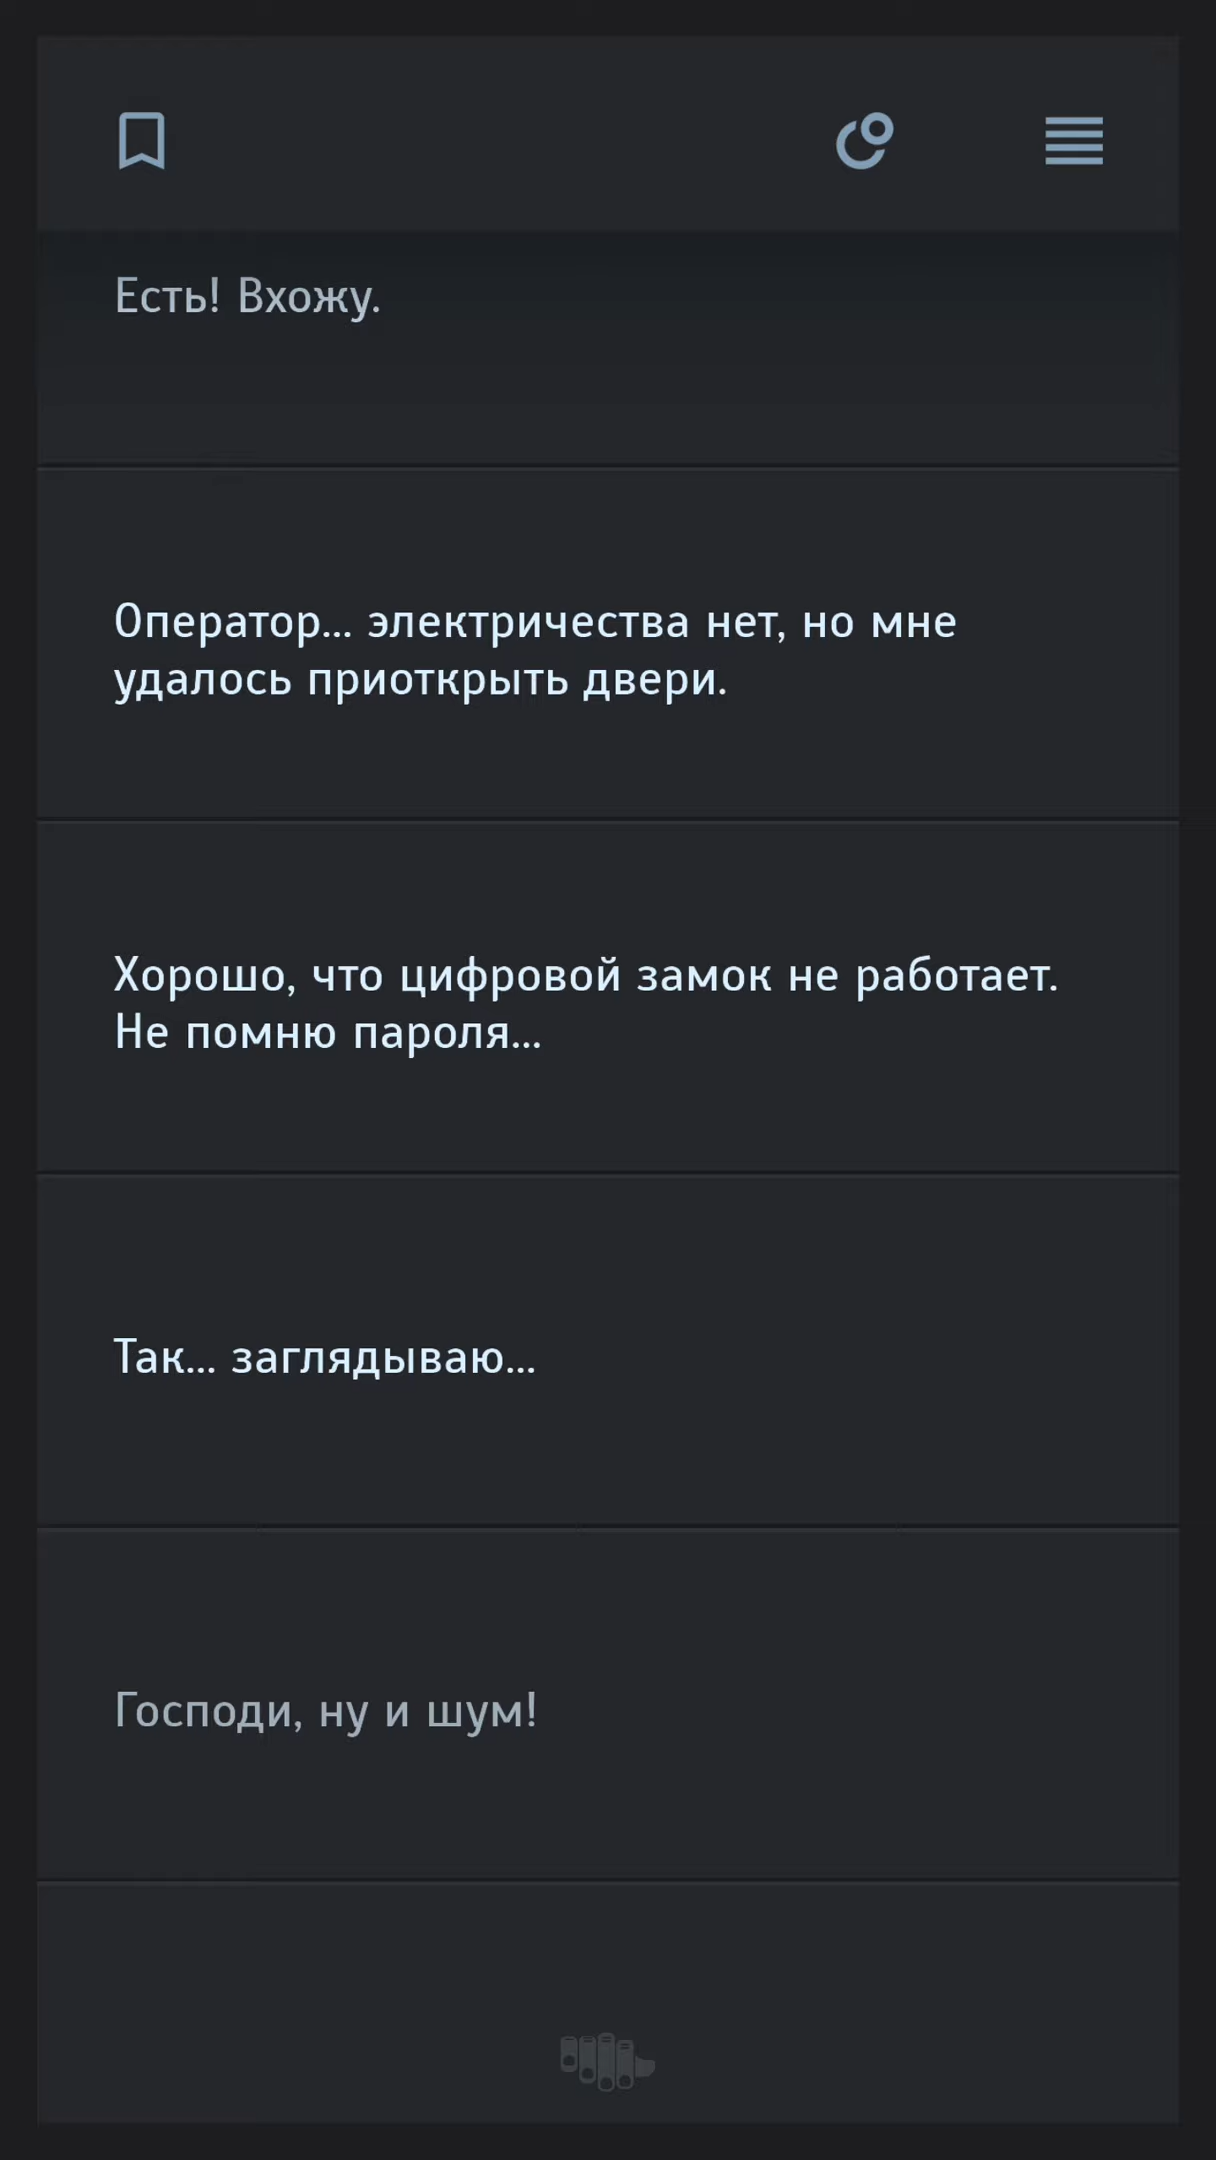 Есть! Вхожу.
Оператор... электричества нет, но мне
удалось приоткрыть двери.
Хорошо, что цифровой замок не работает.
Не помню пароля...
Так... заглядываю...
Господи, ну и шум!